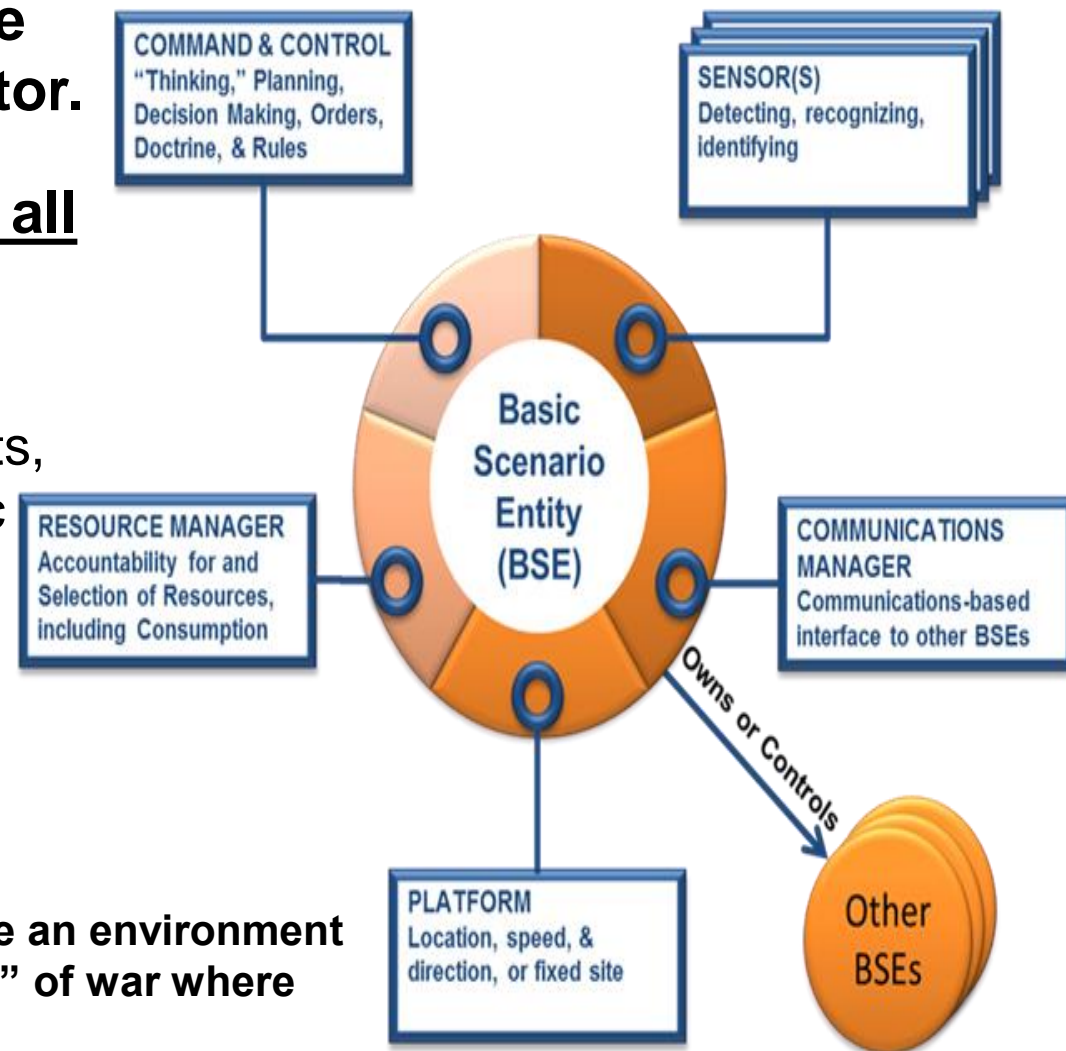 e
tor.
all
ts,
c
COMMAND & CONTROL
“Thinking,” Planning,
Decision Making, Orders,
Doctrine, & Rules
SENSOR(S)
Detecting, recognizing,
identifying
Basic
Scenario
Entity
(BSE)
RESOURCE MANAGER
Accountability for and
Selection of Resources,
including Consumption
COMMUNICATIONS
MANAGER
Communications-based
interface to other BSEs
Owns or Controls
PLATFORM
Location, speed, &
direction, or fixed site
Other
BSEs
e an environment
” of war where